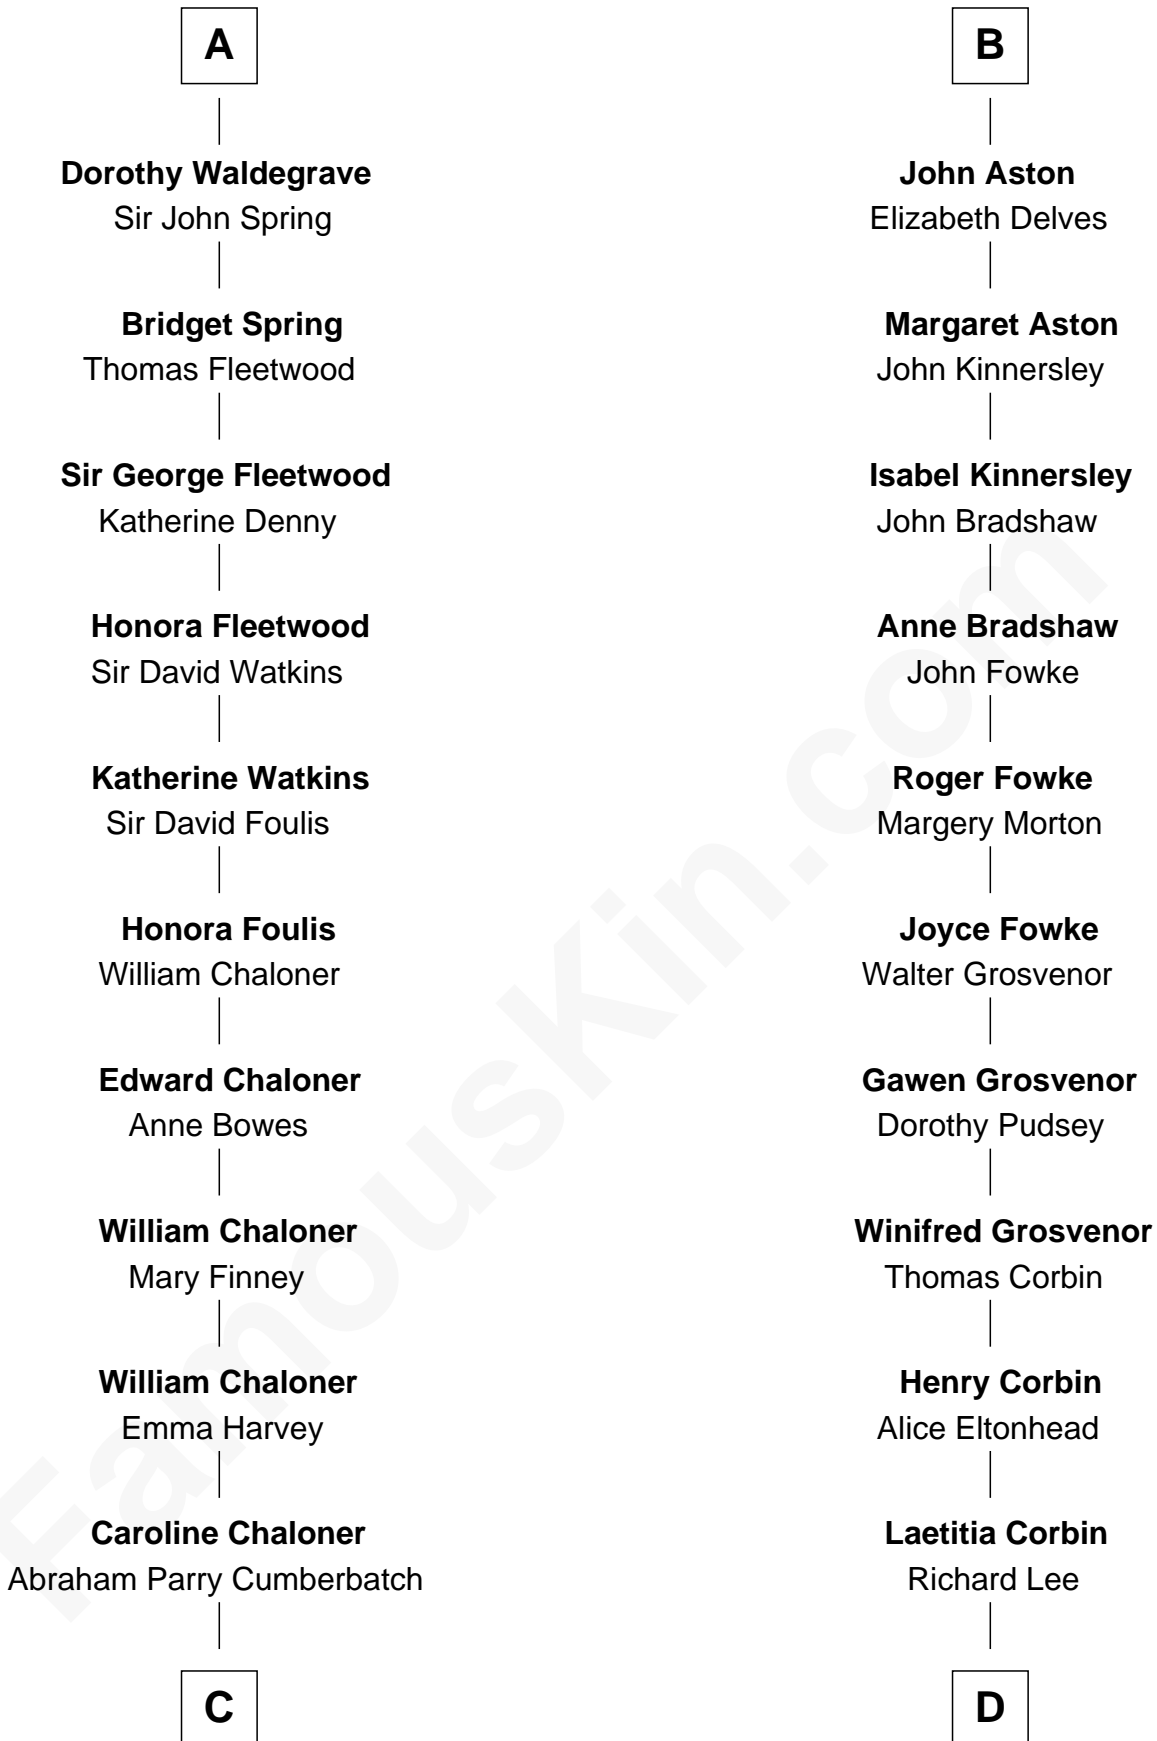 A
Dorothy Waldegrave
Sir John Spring
Bridget Spring
Thomas Fleetwood
Sir George Fleetwood
Katherine Denny
Honora Fleetwood
Sir David Watkins
Katherine Watkins
Sir David Foulis
Honora Foulis
William Chaloner
Edward Chaloner
Anne Bowes
William Chaloner
Mary Finney
William Chaloner
Emma Harvey
Caroline Chaloner
Abraham Parry Cumberbatch
C
B
John Aston
Elizabeth Delves
Margaret Aston
John Kinnersley
Isabel Kinnersley
John Bradshaw
Anne Bradshaw
John Fowke
Roger Fowke
Margery Morton
Joyce Fowke
Walter Grosvenor
Gawen Grosvenor
Dorothy Pudsey
Winifred Grosvenor
Thomas Corbin
Henry Corbin
Alice Eltonhead
Laetitia Corbin
Richard Lee
D
FamousKin.com